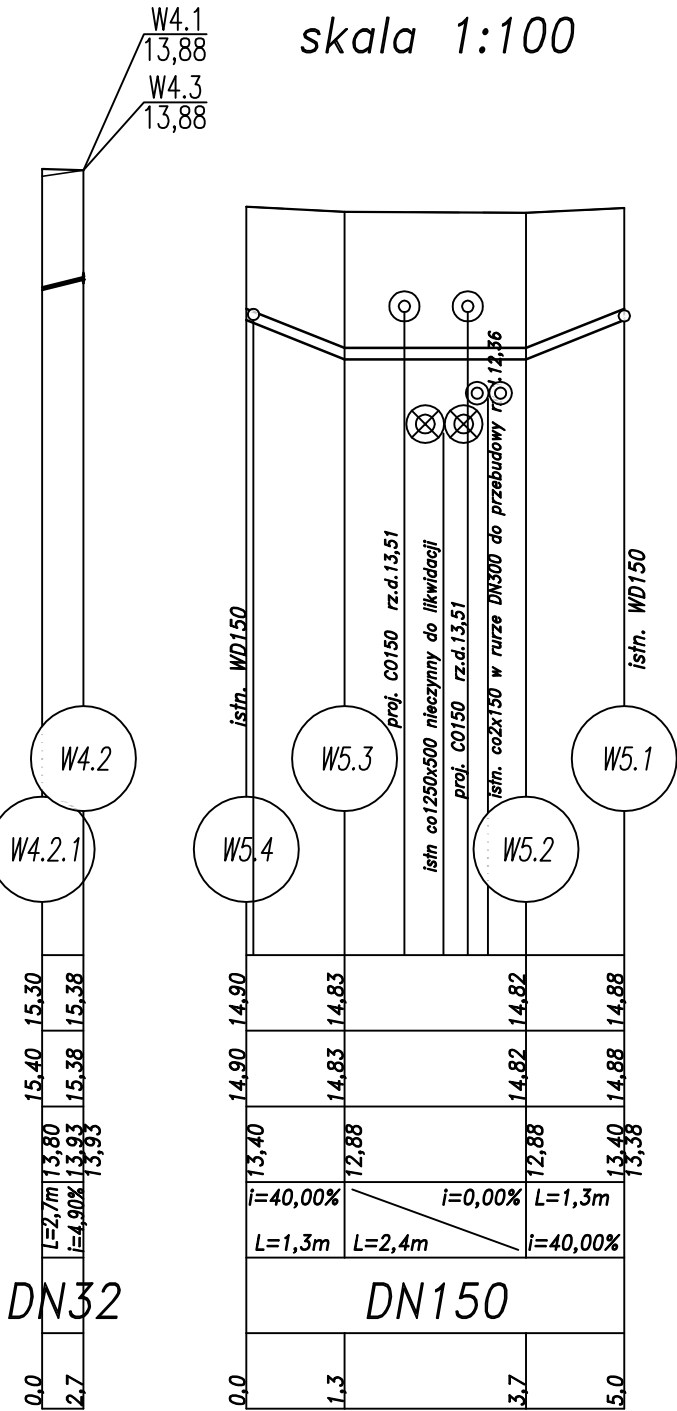 skala 1:100
W4.1
13,88
W4.3
13,88
istn. WD150
proj. CO150 rz.d.13,51
istn co1250x500 nieczynny do likwidacji
proj. CO150 rz.d.13,51
istn. co2x150 w rurze DN300 do przebudowy 12,36
istn. WD150
W4.2
W5.3
W5.1
W4.2.1
W5.4
W5.2
15,30 15,38 14,90 14,83 14,82 14,88
15,40 15,38 14,90 14,83 14,82 14,88
13,80 13,93 13,93 13,40 12,88 12,88 13,40 13,38
L=2,7m
i=4,90%
i=40,00% i=0,00% L=1,3m
L=1,3m L=2,4m i=40,00%
DN32 DN150
0,0 2,7 0,0 1,3 3,7 5,0